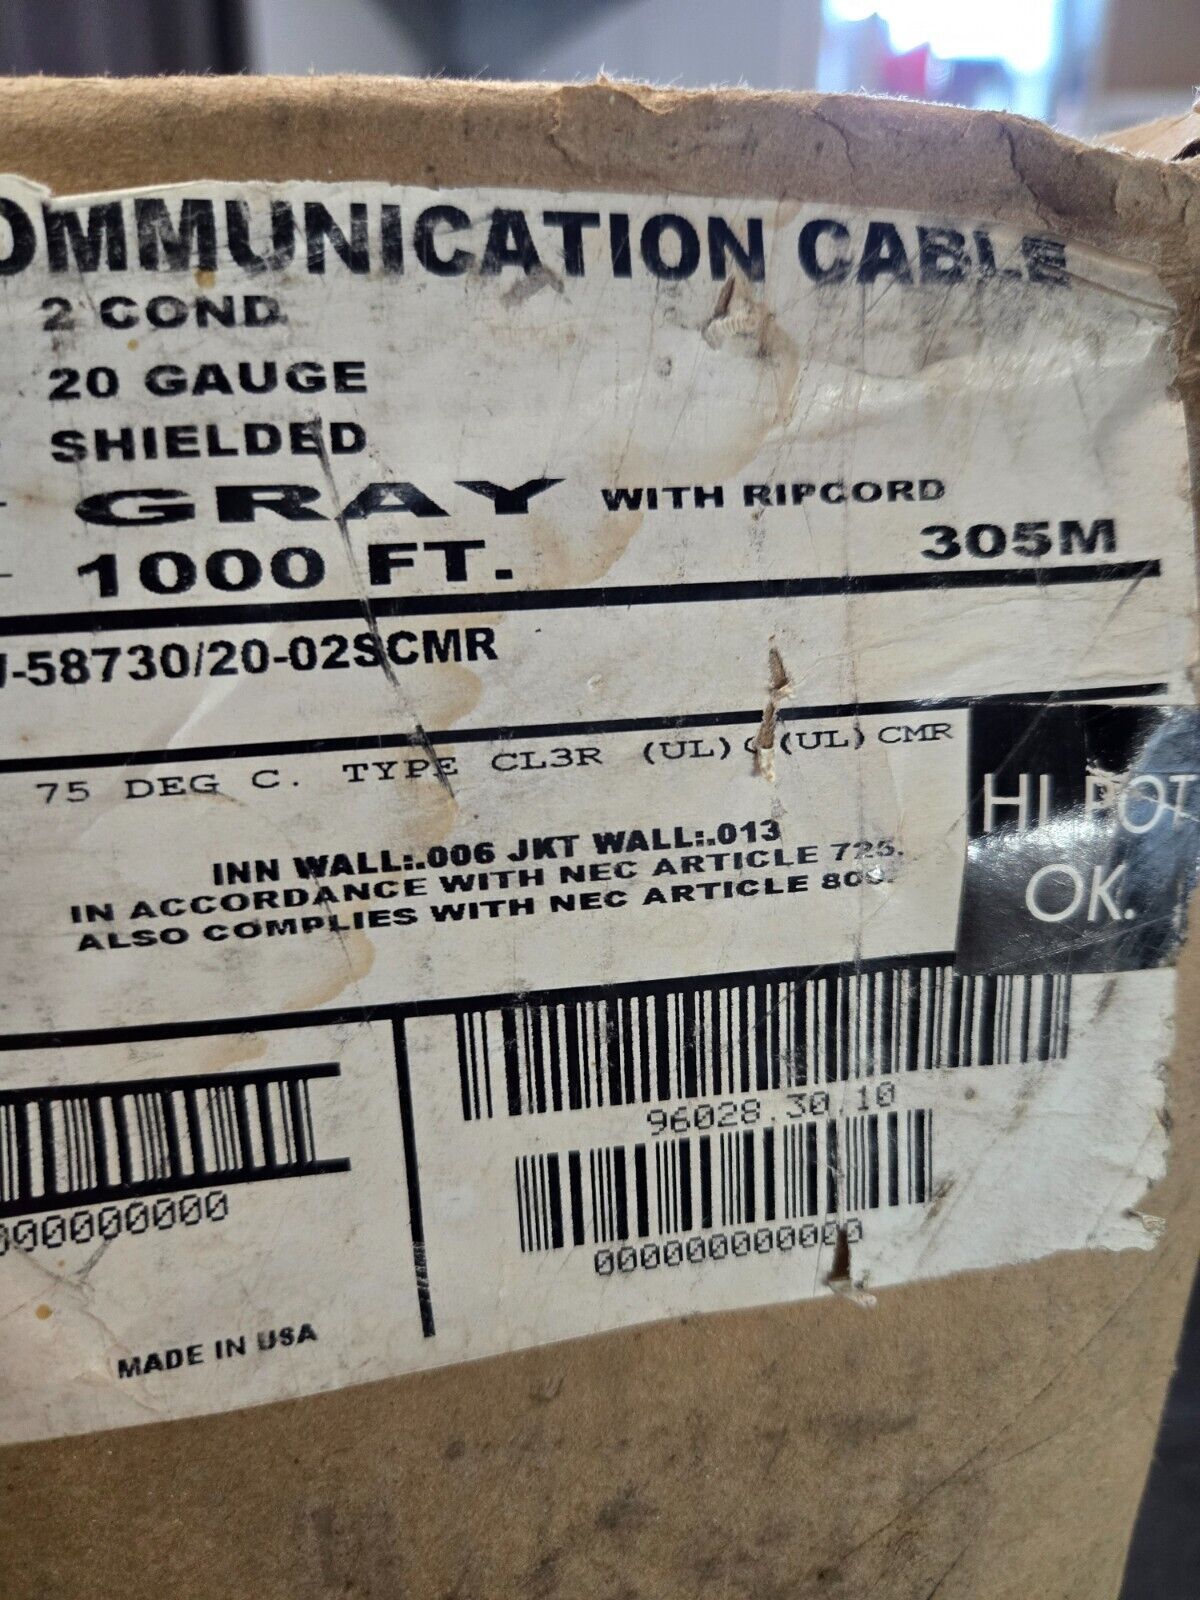 OMMUNICATION CABLE
2 COND.
20 GAUGE
SHIELDED
GRAY WITH RIPCORD
1000 FT. 305M
-58730/20-02SCMR
75 DEG C. TYPE CL3R (UL) (UL) CMR
HI POT
OK.
INN WALL:.006 JKT WALL:.013
IN ACCORDANCE WITH NEC ARTICLE 725.
ALSO COMPLIES WITH NEC ARTICLE
96028.30.10
000000000
000000000000
MADE IN USA